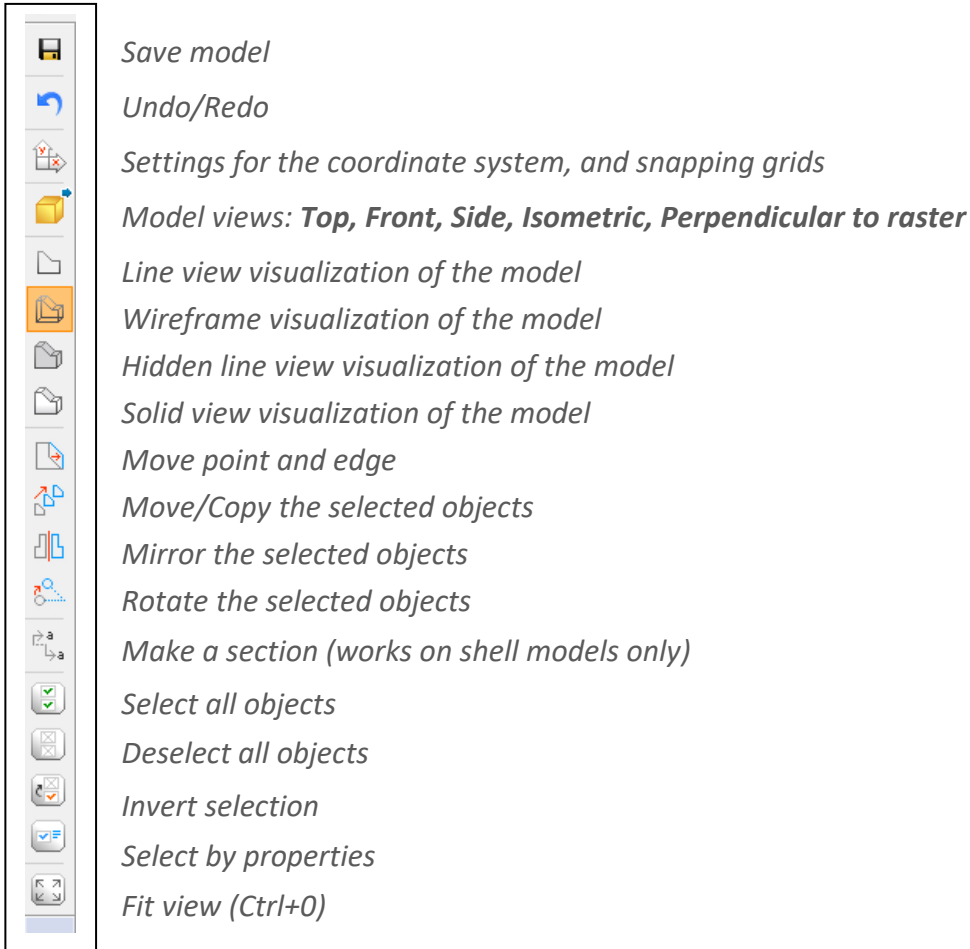 Save model
Undo/Redo
Settings for the coordinate system, and snapping grids
Model views: Top, Front, Side, Isometric, Perpendicular to raster
Line view visualization of the model
Wireframe visualization of the model
Hidden line view visualization of the model
Solid view visualization of the model
Move point and edge
Move/Copy the selected objects
Mirror the selected objects
Rotate the selected objects
Make a section (works on shell models only)
Select all objects
Deselect all objects
Invert selection
Select by properties
Fit view (Ctrl+0)
y
x
a
a